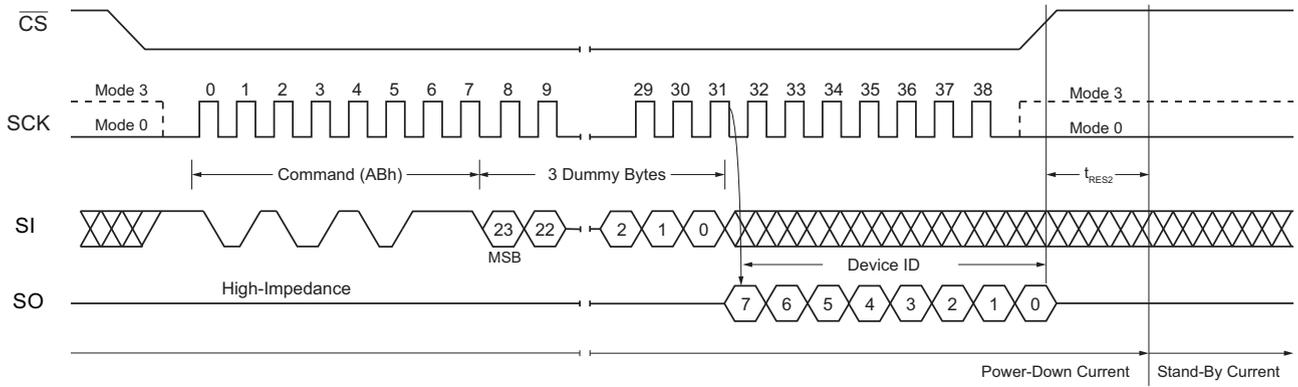 CS
0 1 2 3 4 5 6 7 8 9 29 30 31 32 33 34 35 36 37 38
Mode 3
Mode 3
SCK
Mode 0
Mode 0
Command (ABh)
3 Dummy Bytes
tRES2
SI
23 22 2 1 0
MSB
Device ID
High-Impedance
SO
7 6 5 4 3 2 1 0
Power-Down Current
Stand-By Current